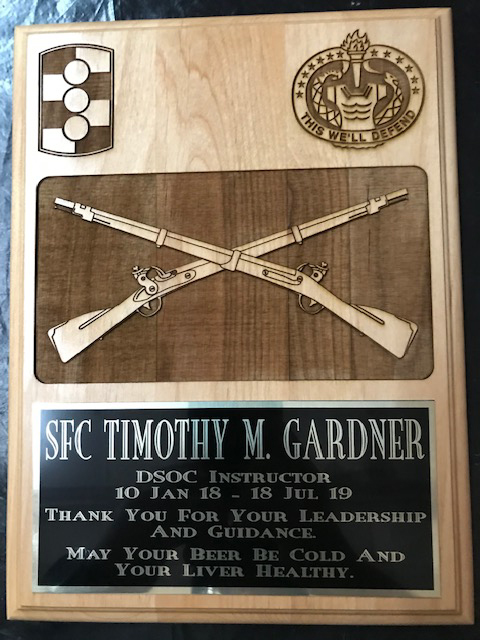 THIS WE'LL DEFEND
SFC TIMOTHY M. GARDNER
DSOC INSTRUCTOR
10 JAN 18 - 18 JUL 19
THANK YOU FOR YOUR LEADERSHIP
AND GUIDANCE.
MAY YOUR BEER BE COLD AND
YOUR LIVER HEALTHY.